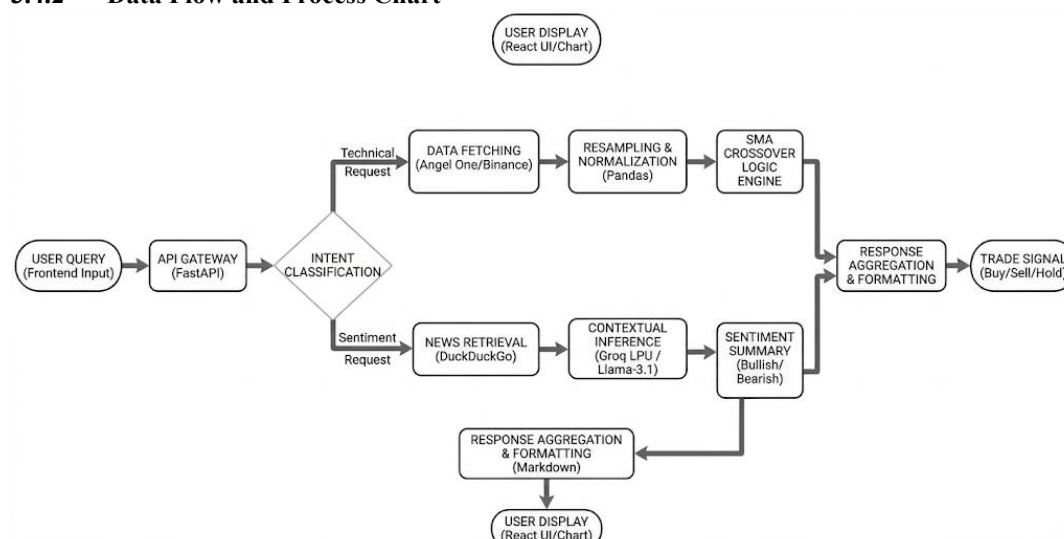 3.4.2 Data Flow and Process Chart
USER DISPLAY
(React UI/Chart)
Technical
Request
DATA FETCHING
(Angel One/Binance)
RESAMPLING &
NORMALIZATION
(Pandas)
SMA
CROSSOVER
LOGIC
ENGINE
USER QUERY
(Frontend Input)
API GATEWAY
(FastAPI)
INTENT
CLASSIFICATION
RESPONSE
AGGREGATION
& FORMATTING
TRADE SIGNAL
(Buy/Sell/Hold)
Sentiment
Request
NEWS RETRIEVAL
(DuckDuckGo)
CONTEXTUAL
INFERENCE
(Groq LPU /
Llama-3.1)
SENTIMENT
SUMMARY
(Bullish/
Bearish)
RESPONSE AGGREGATION
& FORMATTING
(Markdown)
USER DISPLAY
(React UI/Chart)